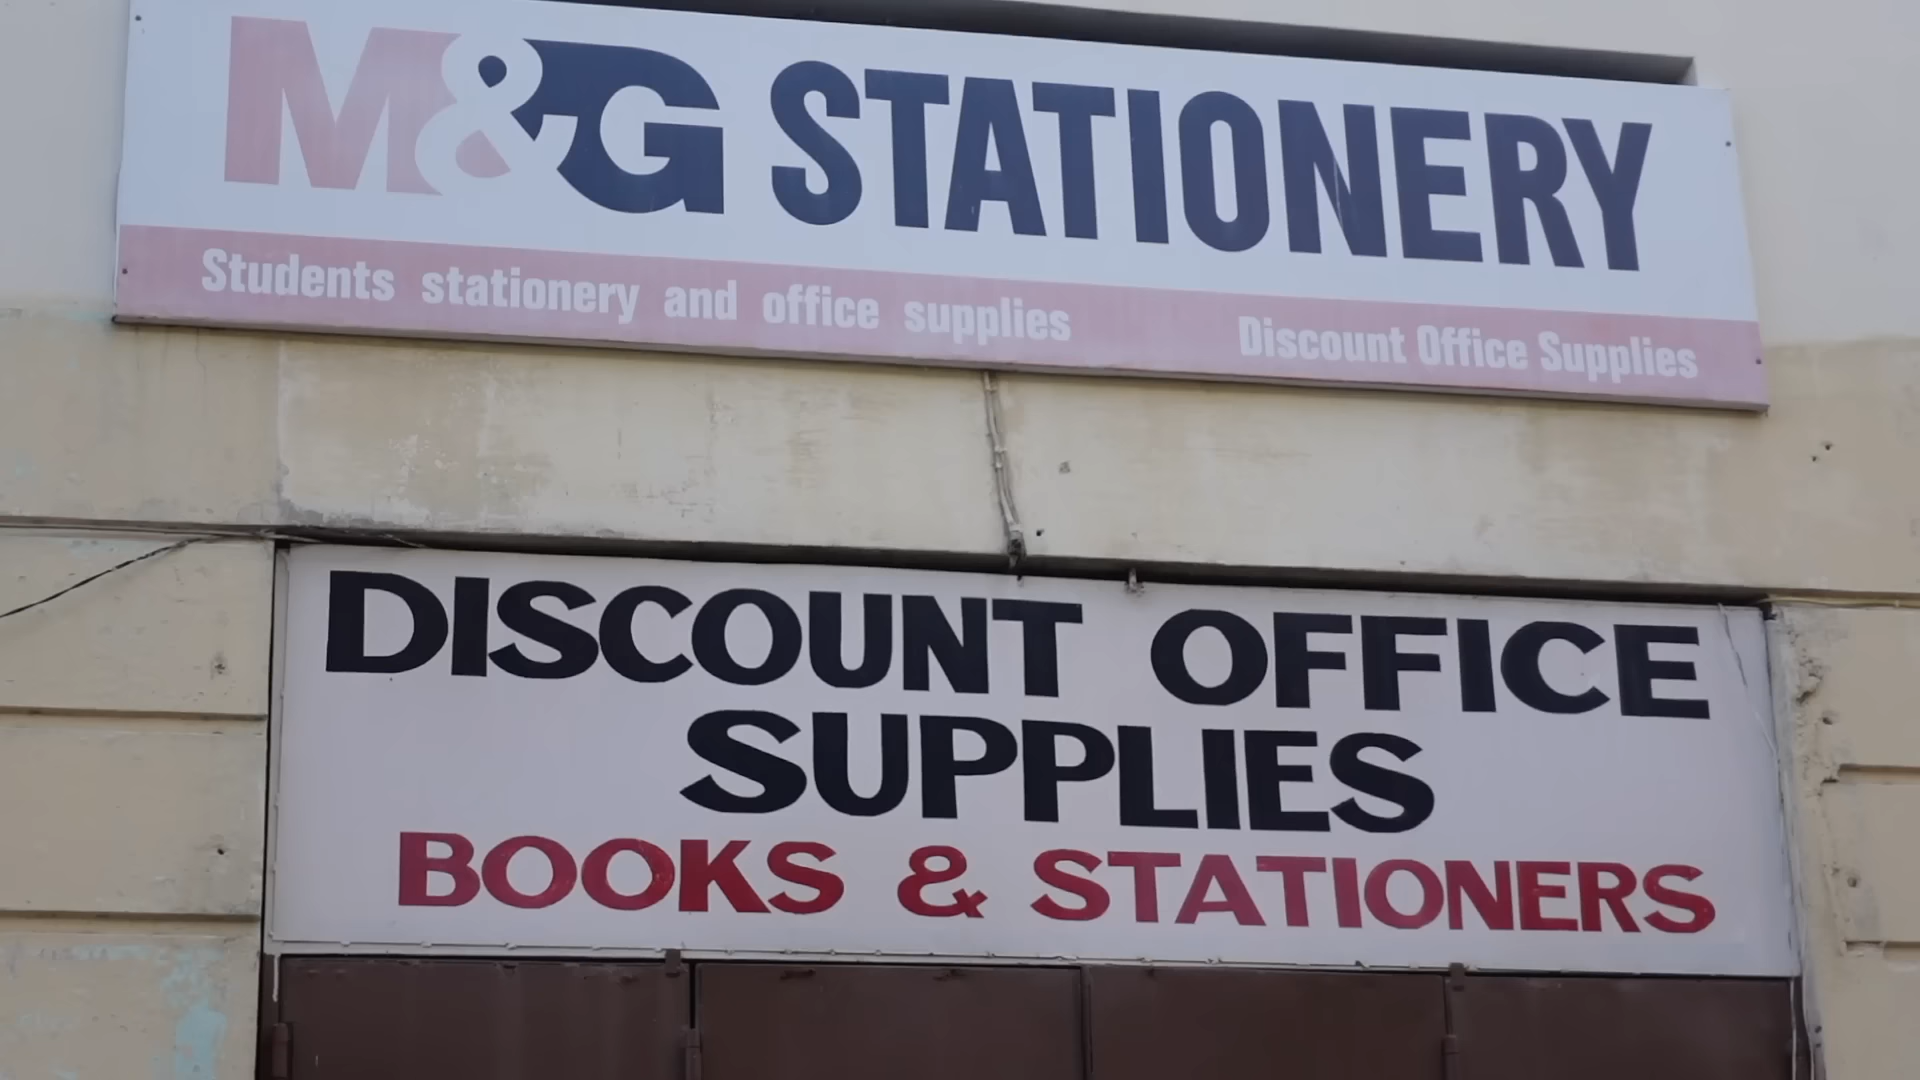 M&G STATIONERY
Students stationery and office supplies Discount Office Supplies
DISCOUNT OFFICE
SUPPLIES
BOOKS & STATIONERS